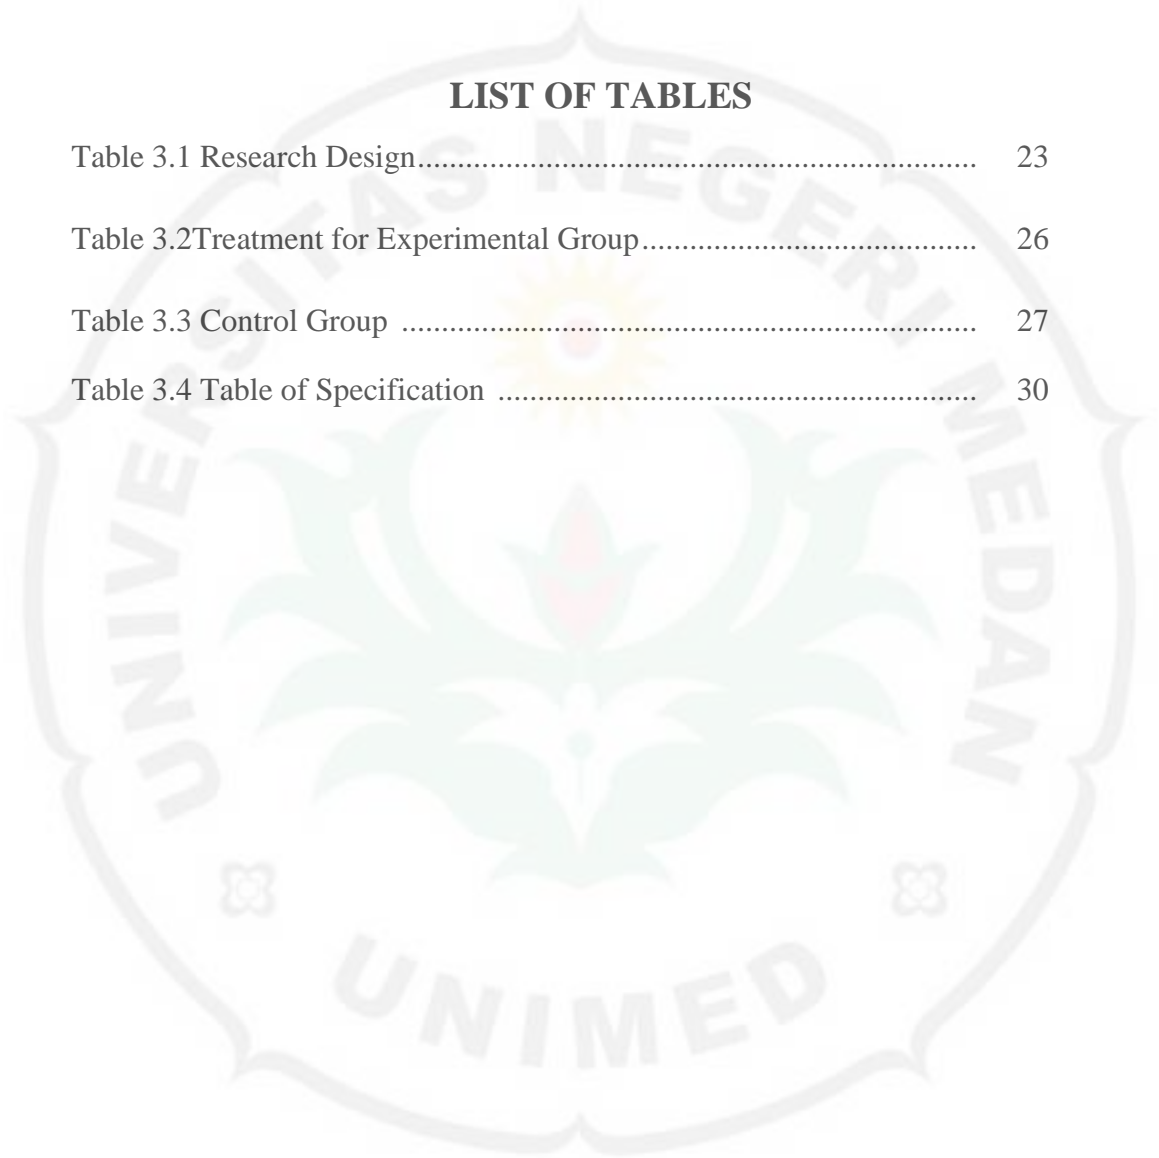 LIST OF TABLES
Table 3.1 Research Design...................................................................... 23
Table 3.2Treatment for Experimental Group.......................................... 26
Table 3.3 Control Group ........................................................................ 27
Table 3.4 Table of Specification ............................................................ 30
UNIVERSITAS NEGERI MEDAN
UNIMED